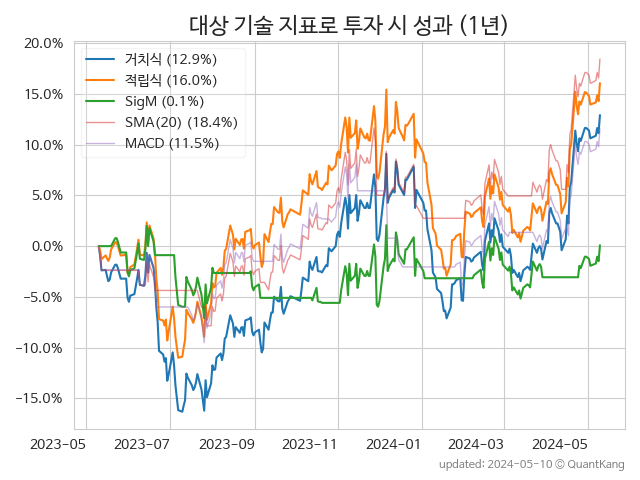 대상 기술 지표로 투자 시 성과 (1년)
20.0%
15.0%
10.0%
5.0%
0.0%
−5.0%
−10.0%
−15.0%
거치식 (12.9%)
적립식 (16.0%)
SigM (0.1%)
SMA(20) (18.4%)
MACD (11.5%)
2023-05
2023-07
2023-09
2023-11
2024-01
2024-03
2024-05
updated: 2024-05-10 ⓒ QuantKang